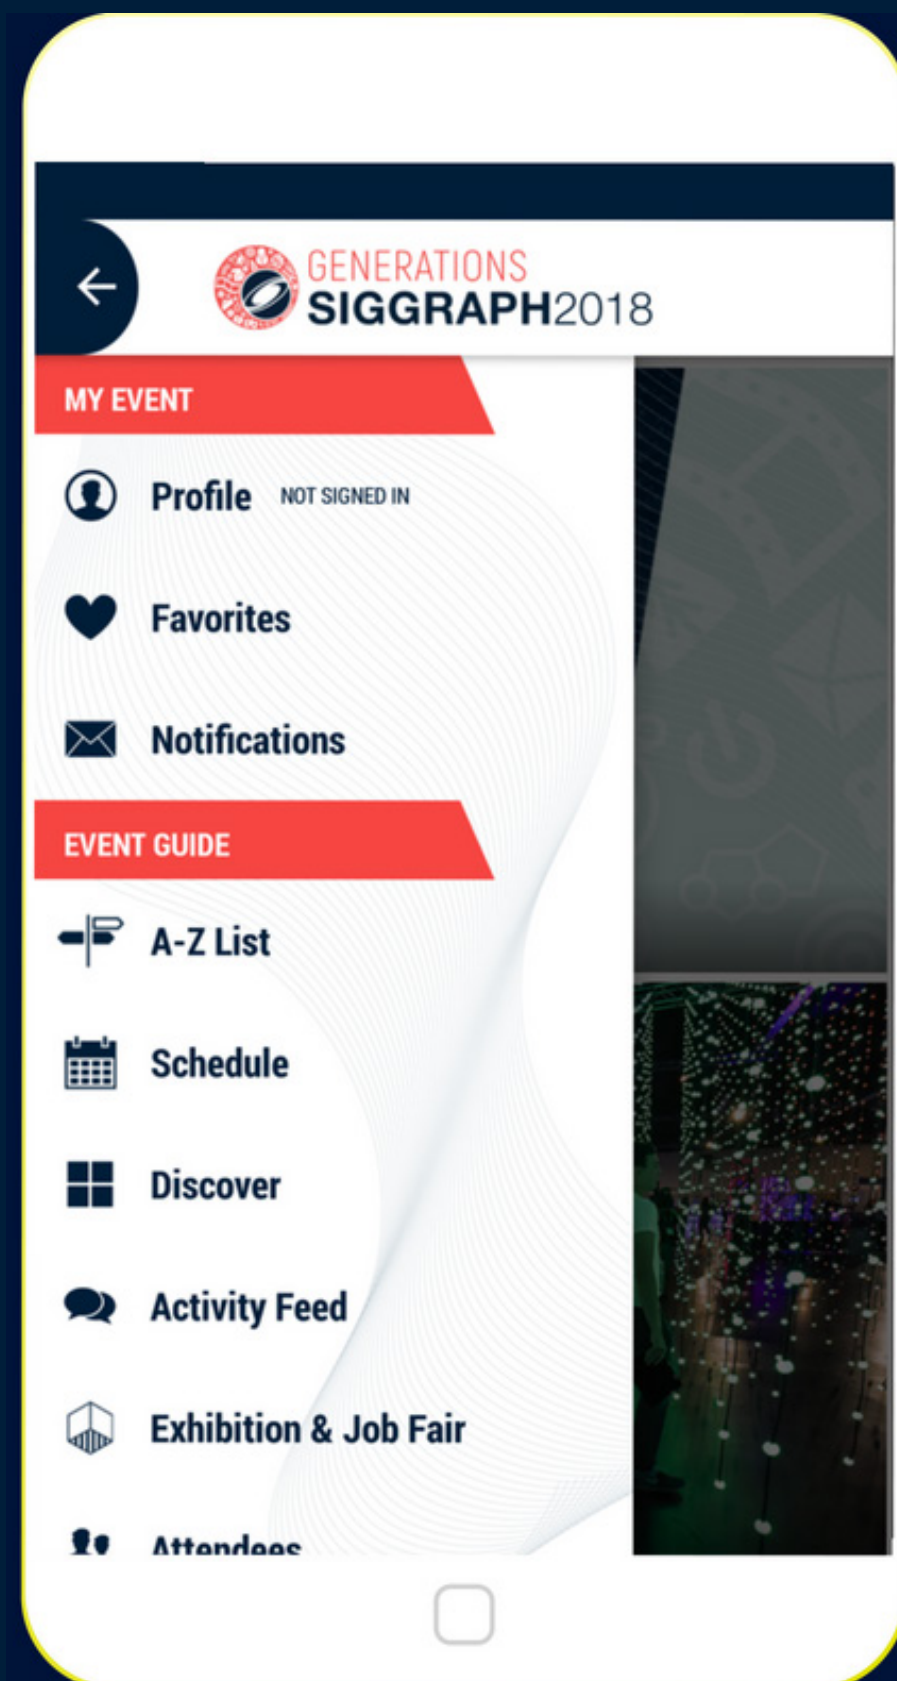 GENERATIONS
SIGGRAPH2018
MY EVENT
Profile NOT SIGNED IN
Favorites
Notifications
EVENT GUIDE
A-Z List
Schedule
Discover
Activity Feed
Exhibition & Job Fair
Attendees